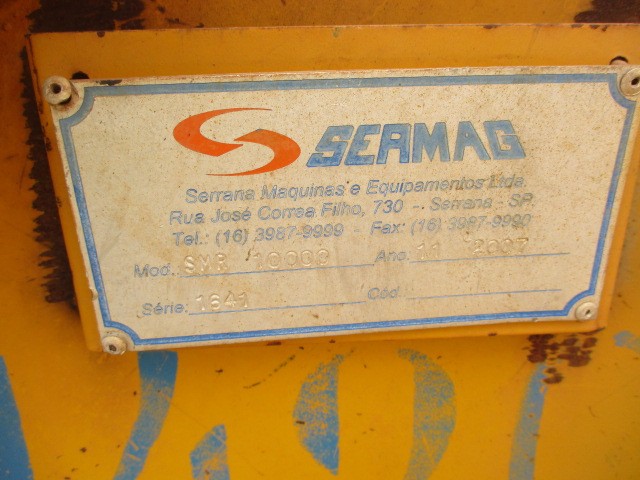 SERMAG
Serrana Maquinas e Equipamentos Ltda.
Rua José Correa Filho, 730 - Serrana - SP.
Tel.: (16) 3987-9999 - Fax: (16) 3987-9990
Mod.: SMR 10000 Ano: 11 2007
Série: 1641 Cód.